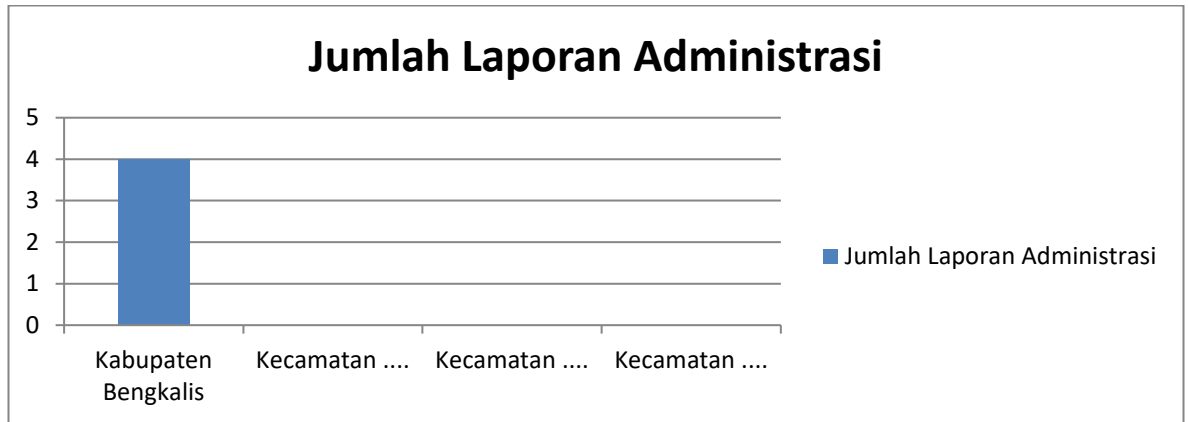 Jumlah Laporan Administrasi
5
4
3
2
1
0
Kabupaten
Bengkalis
Kecamatan ....
Kecamatan ....
Kecamatan ....
Jumlah Laporan Administrasi